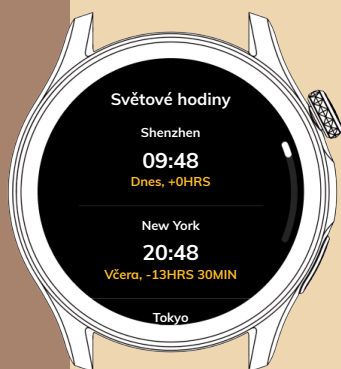 Světové hodiny
Shenzhen
09:48
Dnes, +0HRS
New York
20:48
Včera, -13HRS 30MIN
Tokyo